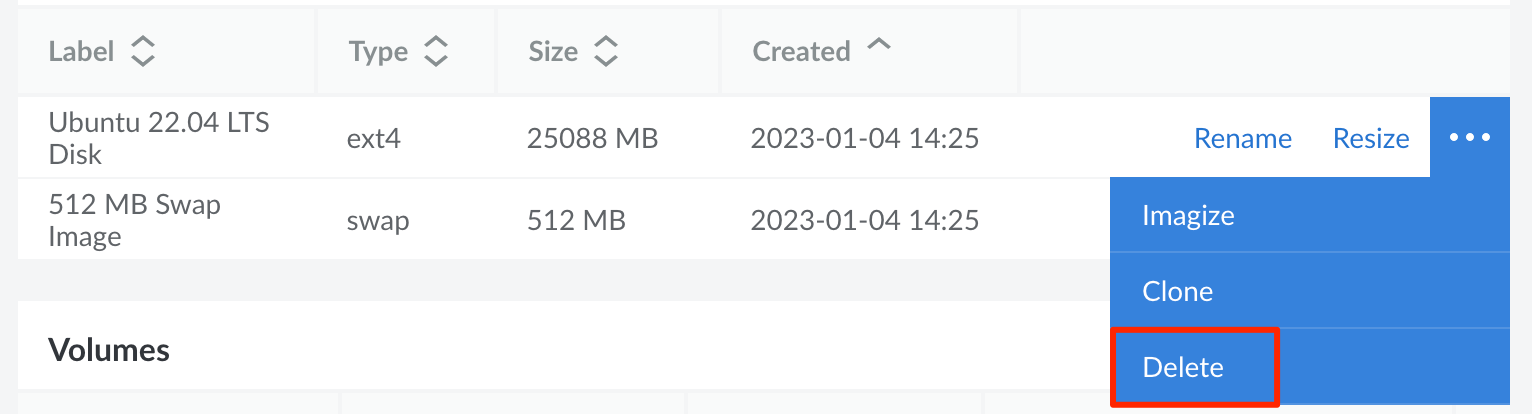 Label Type Size Created
Ubuntu 22.04 LTS
Disk
ext4 25088 MB 2023-01-04 14:25 Rename Resize
512 MB Swap
Image
swap 512 MB 2023-01-04 14:25
Imagize
Clone
Delete
Volumes